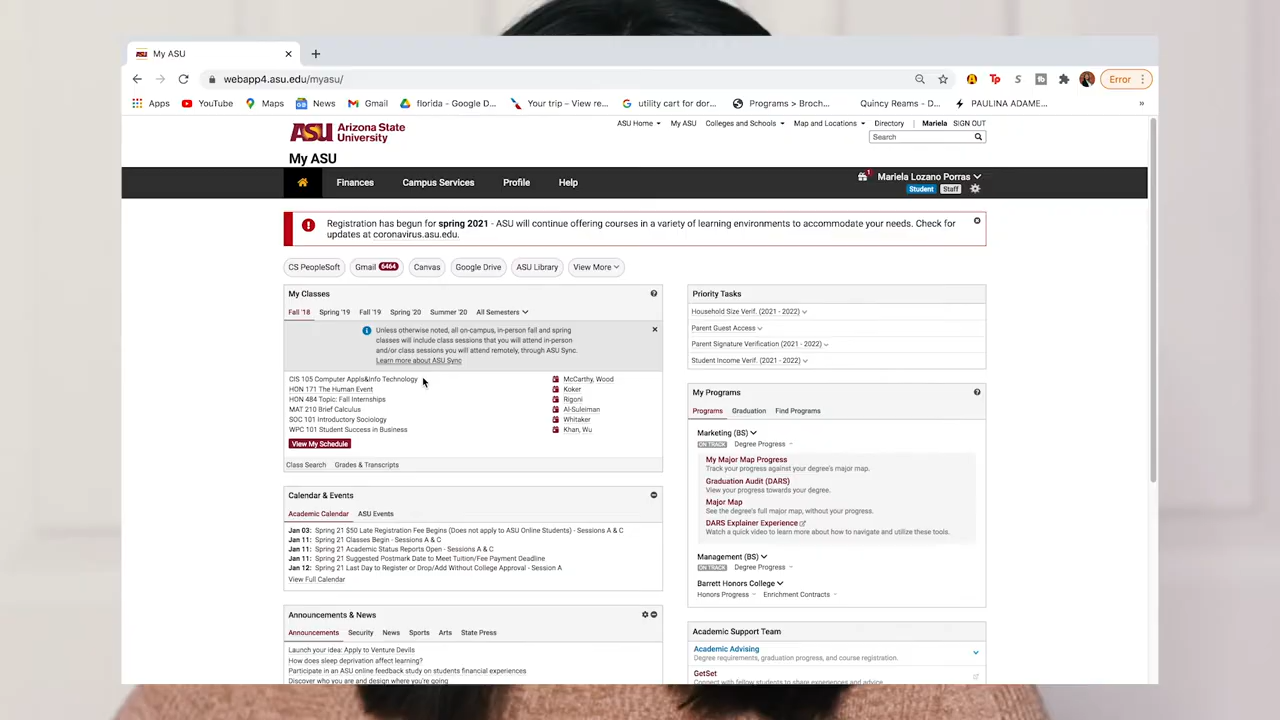 My ASU
webapp4.asu.edu/myasu/
Error
Apps
YouTube
Maps
News
Gmail
florida - Google D...
Your trip – View re...
utility cart for dor...
Programs > Broch...
Quincy Reams - D...
PAULINA ADAME...
»
ASU Home
My ASU
Colleges and Schools
Map and Locations
Directory
Mariela
SIGN OUT
ASU Arizona State University
Search
My ASU
Finances
Campus Services
Profile
Help
1
Mariela Lozano Porras
Student
Staff
Registration has begun for spring 2021 - ASU will continue offering courses in a variety of learning environments to accommodate your needs. Check for
updates at coronavirus.asu.edu.
CS PeopleSoft
Gmail 6464
Canvas
Google Drive
ASU Library
View More
My Classes
Fall '18
Spring '19
Fall '19
Spring '20
Summer '20
All Semesters
Unless otherwise noted, all on-campus, in-person fall and spring
classes will include class sessions that you will attend in-person
and/or class sessions you will attend remotely, through ASU Sync.
Learn more about ASU Sync
CIS 105 Computer Appls&Info Technology McCarthy, Wood
HON 171 The Human Event Koker
HON 484 Topic: Fall Internships Rigoni
MAT 210 Brief Calculus Al-Suleiman
SOC 101 Introductory Sociology Whitaker
WPC 101 Student Success in Business Khan, Wu
View My Schedule
Class Search
Grades & Transcripts
Calendar & Events
Academic Calendar
ASU Events
Jan 03: Spring 21 $50 Late Registration Fee Begins (Does not apply to ASU Online Students) - Sessions A & C
Jan 11: Spring 21 Classes Begin - Sessions A & C
Jan 11: Spring 21 Academic Status Reports Open - Sessions A & C
Jan 11: Spring 21 Suggested Postmark Date to Meet Tuition/Fee Payment Deadline
Jan 12: Spring 21 Last Day to Register or Drop/Add Without College Approval - Session A
View Full Calendar
Announcements & News
Announcements
Security
News
Sports
Arts
State Press
Launch your idea: Apply to Venture Devils
How does sleep deprivation affect learning?
Participate in an ASU online feedback study on students financial experiences
Discover who you are and design where you're going
Priority Tasks
Household Size Verif. (2021 - 2022)
Parent Guest Access
Parent Signature Verification (2021 - 2022)
Student Income Verif. (2021 - 2022)
My Programs
Programs
Graduation
Find Programs
Marketing (BS)
ON TRACK Degree Progress
My Major Map Progress
Track your progress against your degree's major map.
Graduation Audit (DARS)
View your progress towards your degree.
Major Map
See the degree's full major map, without your progress.
DARS Explainer Experience
Watch a quick video to learn more about how to navigate and utilize these tools.
Management (BS)
ON TRACK Degree Progress
Barrett Honors College
Honors Progress
Enrichment Contracts
Academic Support Team
Academic Advising
Degree requirements, graduation progress, and course registration.
GetSet
Connect with fellow students to share experiences and advice